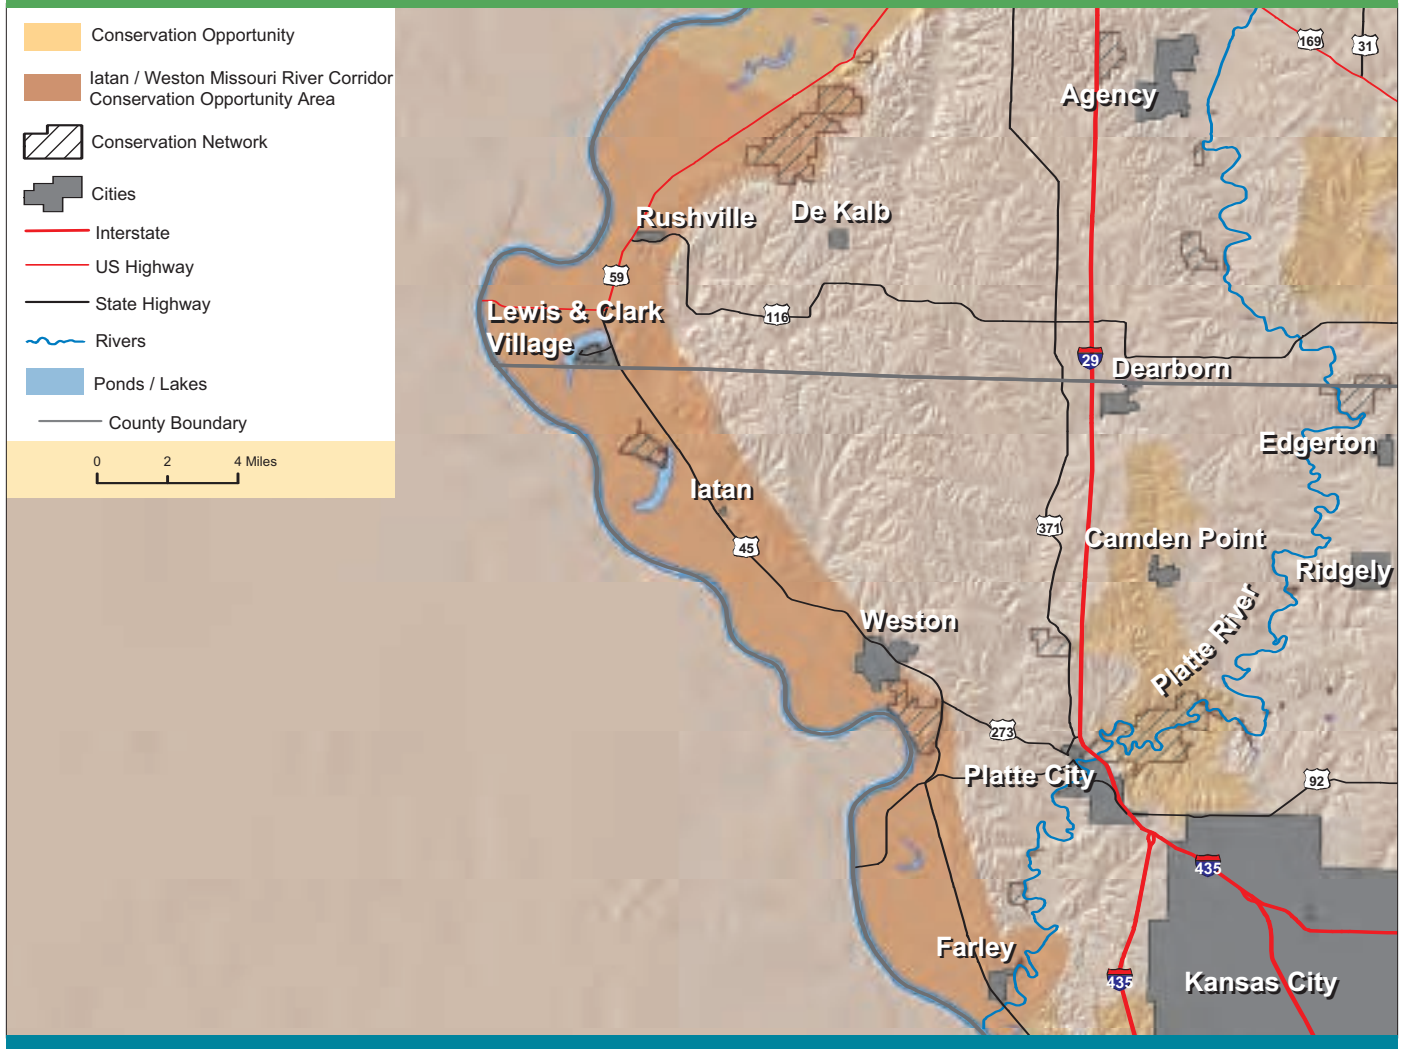 Conservation Opportunity
Iatan / Weston Missouri River Corridor
Conservation Opportunity Area
Conservation Network
Cities
Interstate
US Highway
State Highway
Rivers
Ponds / Lakes
County Boundary
0 2 4 Miles
169
31
Agency
Rushville
De Kalb
59
Lewis & Clark
Village
116
29
Dearborn
Edgerton
Iatan
45
371
Camden Point
Ridgely
Weston
Platte River
273
Platte City
92
435
Farley
435
Kansas City